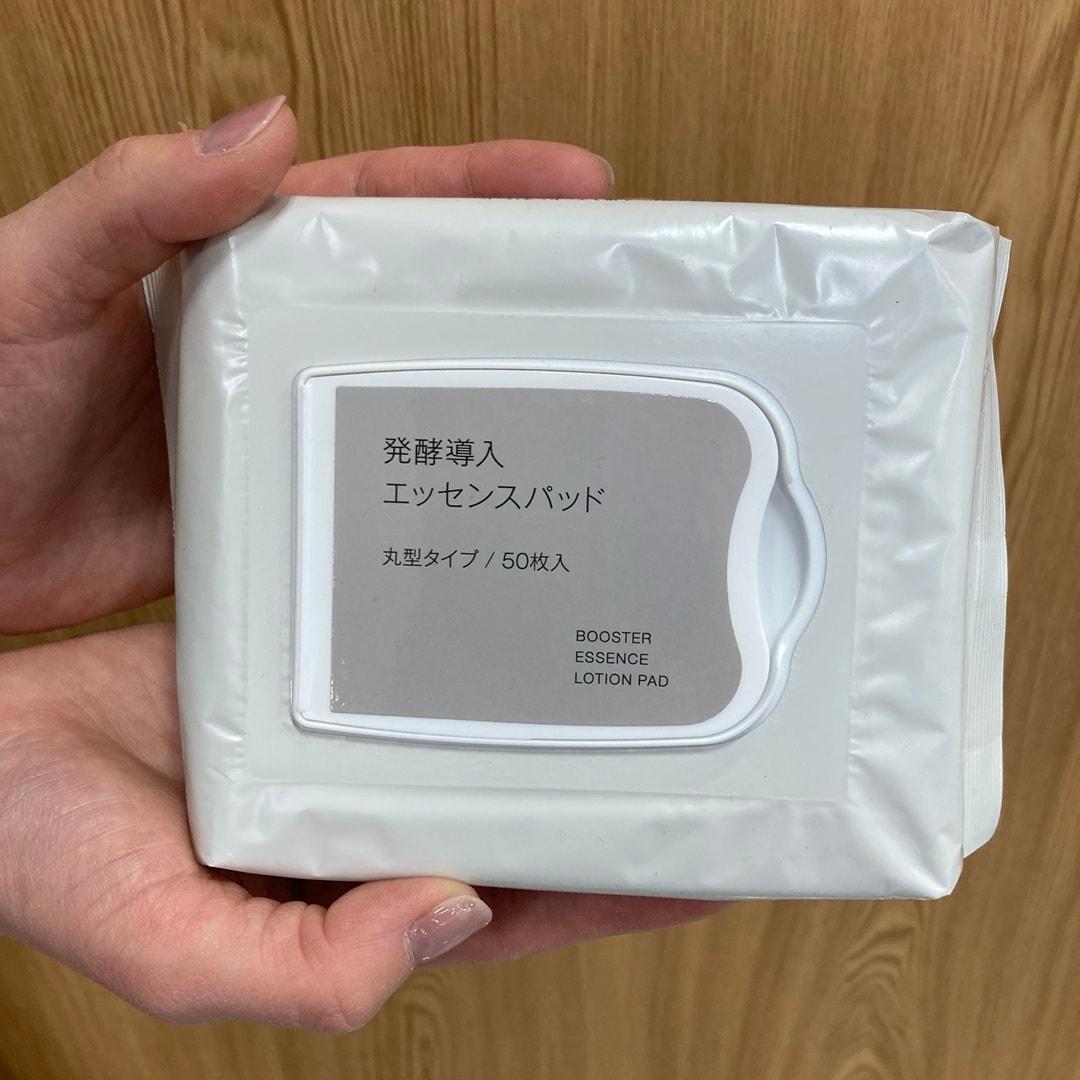 発酵導入
エッセンスパッド
丸型タイプ / 50枚入
BOOSTER
ESSENCE
LOTION PAD